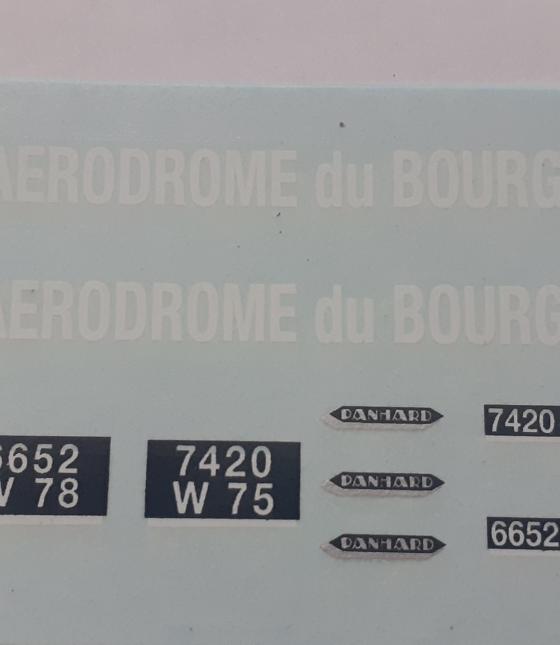 AERODROME du BOURG
AERODROME du BOURG
6652
W 78
7420
W 75
PANHARD
PANHARD
PANHARD
7420
6652